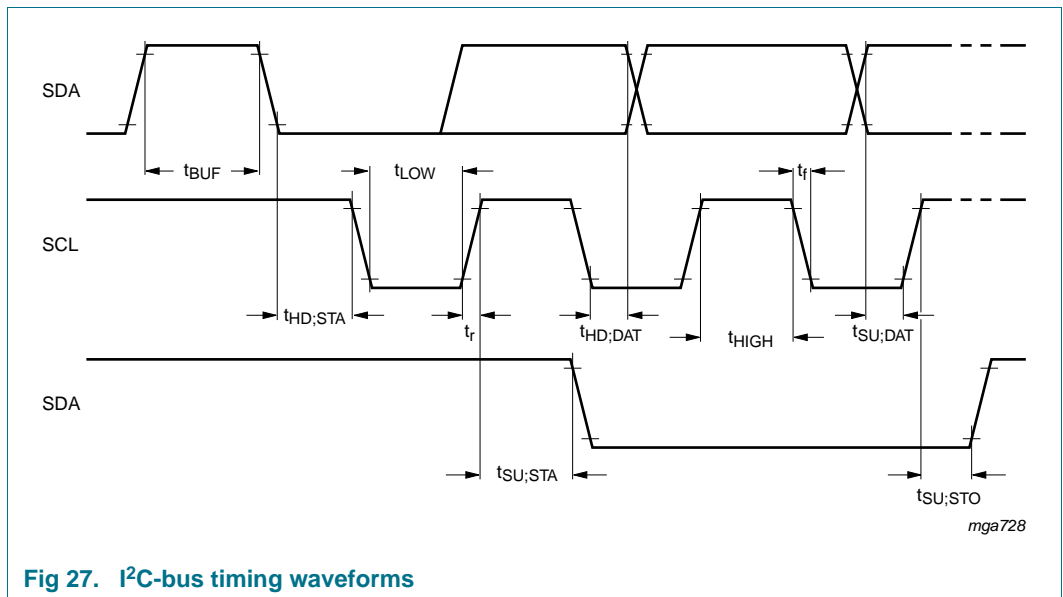 SDA
tBUF
tLOW
tf
SCL
tHD;STA
tr
tHD;DAT
tHIGH
tSU;DAT
SDA
tSU;STA
tSU;STO
mga728
Fig 27. I²C-bus timing waveforms